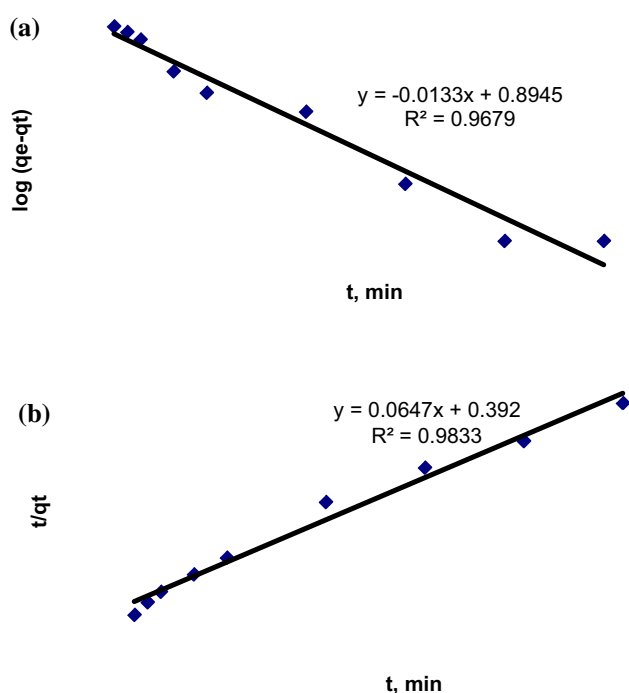 (a)
y = -0.0133x + 0.8945
R² = 0.9679
log (qe-qt)
t, min
(b)
y = 0.0647x + 0.392
R² = 0.9833
t/qt
t, min